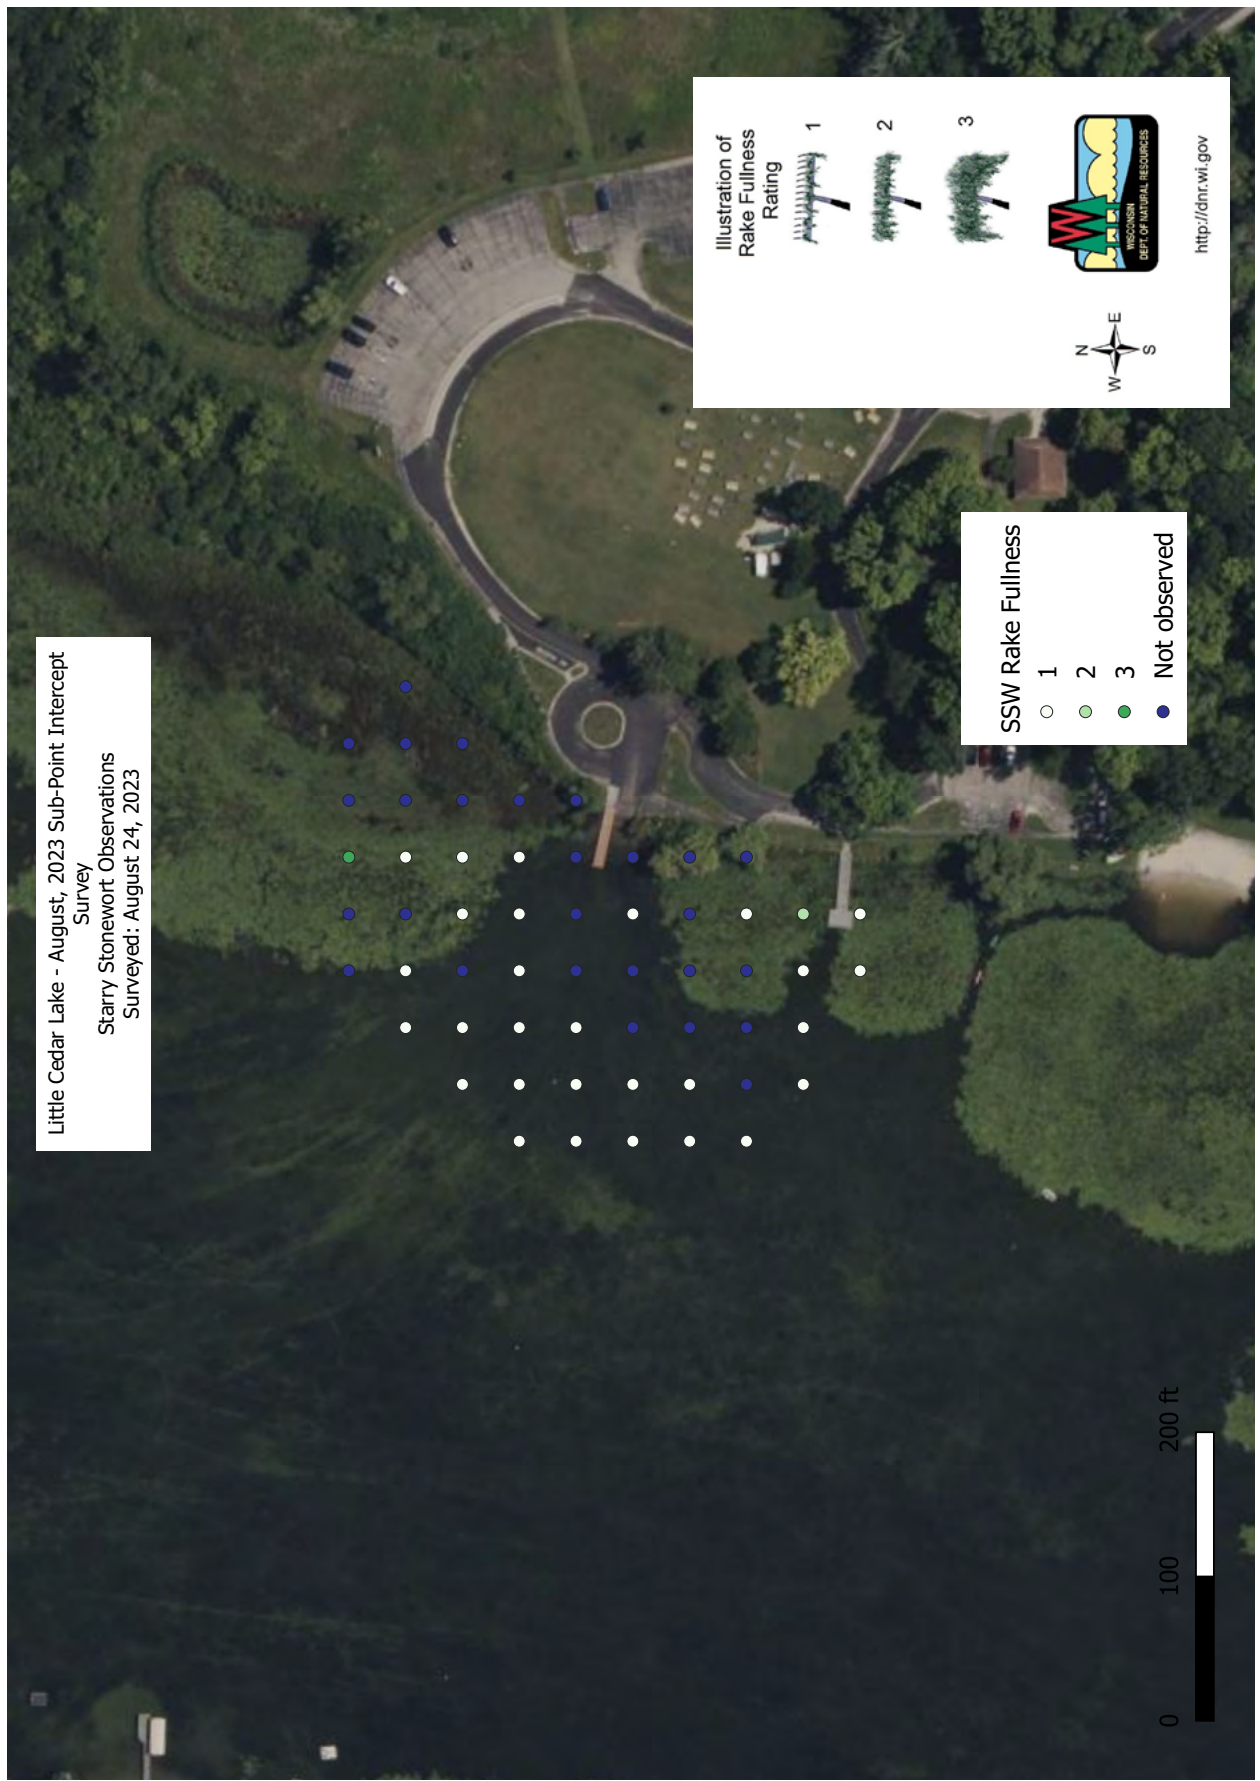 Little Cedar Lake - August, 2023 Sub-Point Intercept
Survey
Starry Stonewort Observations
Surveyed: August 24, 2023
Illustration of
Rake Fullness
Rating
1
2
3
N
W
E
S
WISCONSIN
DEPT. OF NATURAL RESOURCES
http://dnr.wi.gov
SSW Rake Fullness
1
2
3
Not observed
0
100
200 ft